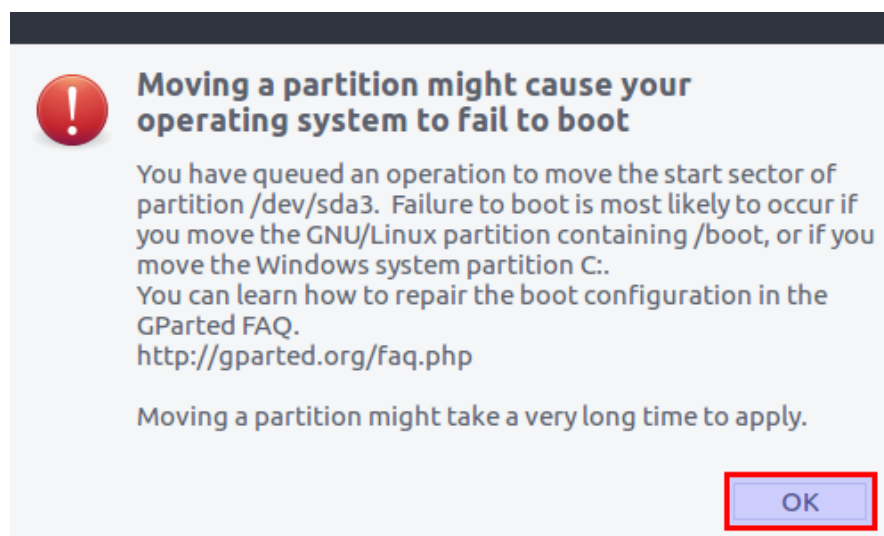 Moving a partition might cause your
operating system to fail to boot
You have queued an operation to move the start sector of
partition /dev/sda3.  Failure to boot is most likely to occur if
you move the GNU/Linux partition containing /boot, or if you
move the Windows system partition C:.
You can learn how to repair the boot configuration in the
GParted FAQ.
http://gparted.org/faq.php
Moving a partition might take a very long time to apply.
OK